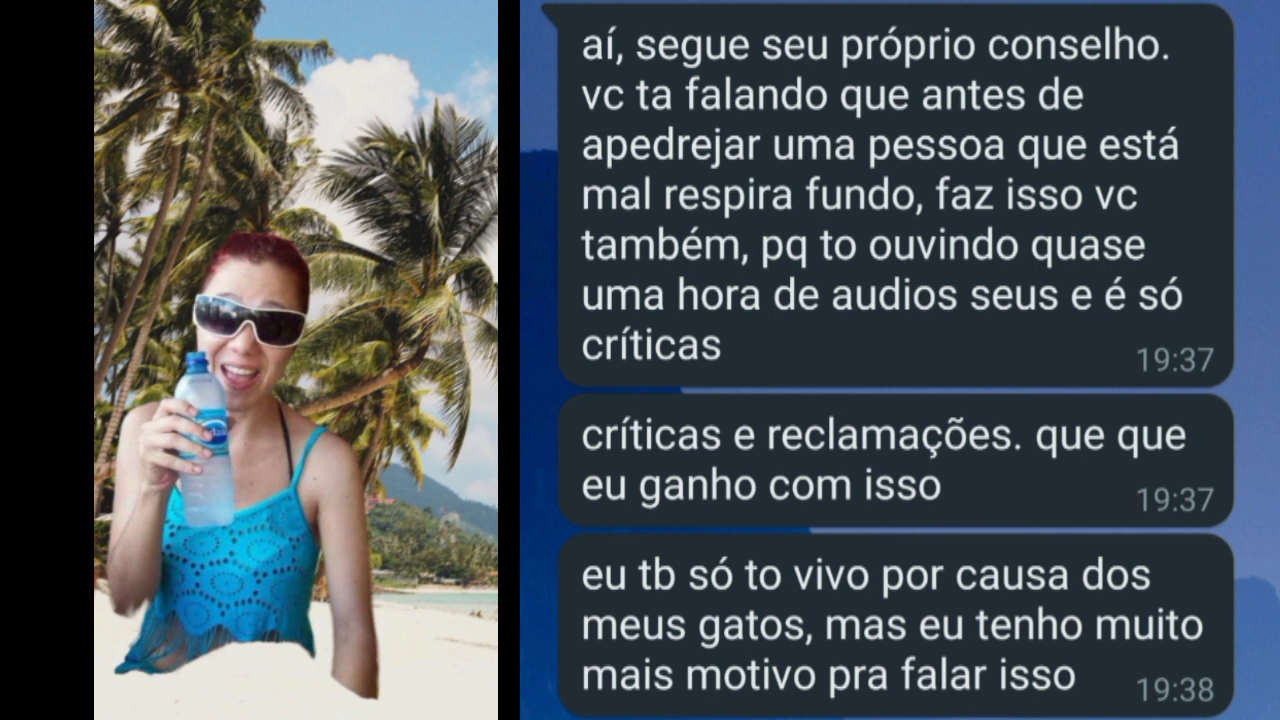 aí, segue seu próprio conselho.
vc ta falando que antes de
apedrejar uma pessoa que está
mal respira fundo, faz isso vc
também, pq to ouvindo quase
uma hora de audios seus e é só
críticas
19:37
críticas e reclamações. que que
eu ganho com isso
19:37
eu tb só to vivo por causa dos
meus gatos, mas eu tenho muito
mais motivo pra falar isso
19:38